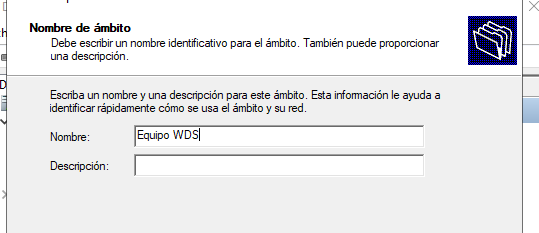 Nombre de ámbito
Debe escribir un nombre identificativo para el ámbito. También puede proporcionar
una descripción.
Escriba un nombre y una descripción para este ámbito. Esta información le ayuda a
identificar rápidamente cómo se usa el ámbito y su red.
Nombre:
Equipo WDS
Descripción: